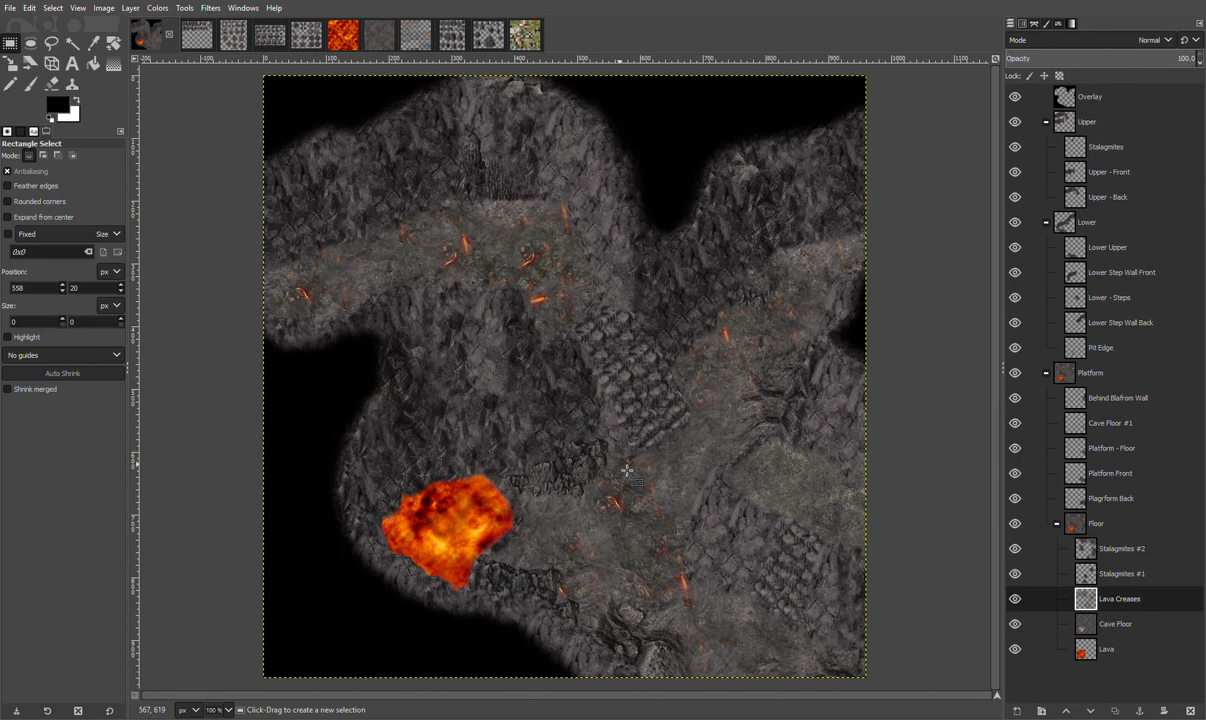 File Edit Select View Image Layer Colors Tools Filters Windows Help
Rectangle Select
Mode:
Antialiasing
Feather edges
Rounded corners
Expand from center
Fixed Size
0x0
Position: px
558 20
Size: px
0 0
Highlight
No guides
Auto Shrink
Shrink merged
567, 619 px 100 % Click-Drag to create a new selection
Mode Normal
Opacity 100.0
Lock:
Overlay
Upper
Stalagmites
Upper - Front
Upper - Back
Lower
Lower Upper
Lower Step Wall Front
Lower - Steps
Lower Step Wall Back
Pit Edge
Platform
Behind Blafrom Wall
Cave Floor #1
Platform - Floor
Platform Front
Plagrform Back
Floor
Stalagmites #2
Stalagmites #1
Lava Creases
Cave Floor
Lava